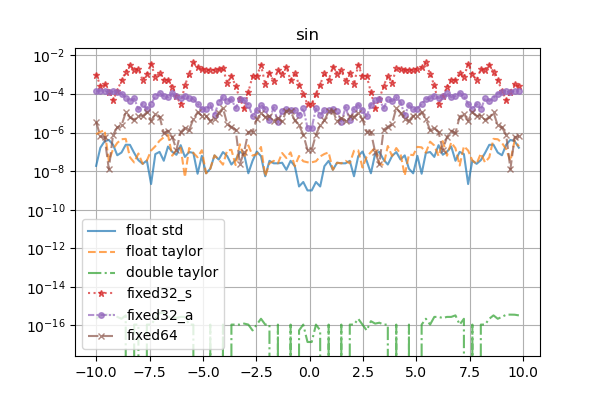 sin
10⁻²
10⁻⁴
10⁻⁶
10⁻⁸
10⁻¹⁰
10⁻¹²
10⁻¹⁴
10⁻¹⁶
float std
float taylor
double taylor
fixed32_s
fixed32_a
fixed64
−10.0 −7.5 −5.0 −2.5 0.0 2.5 5.0 7.5 10.0